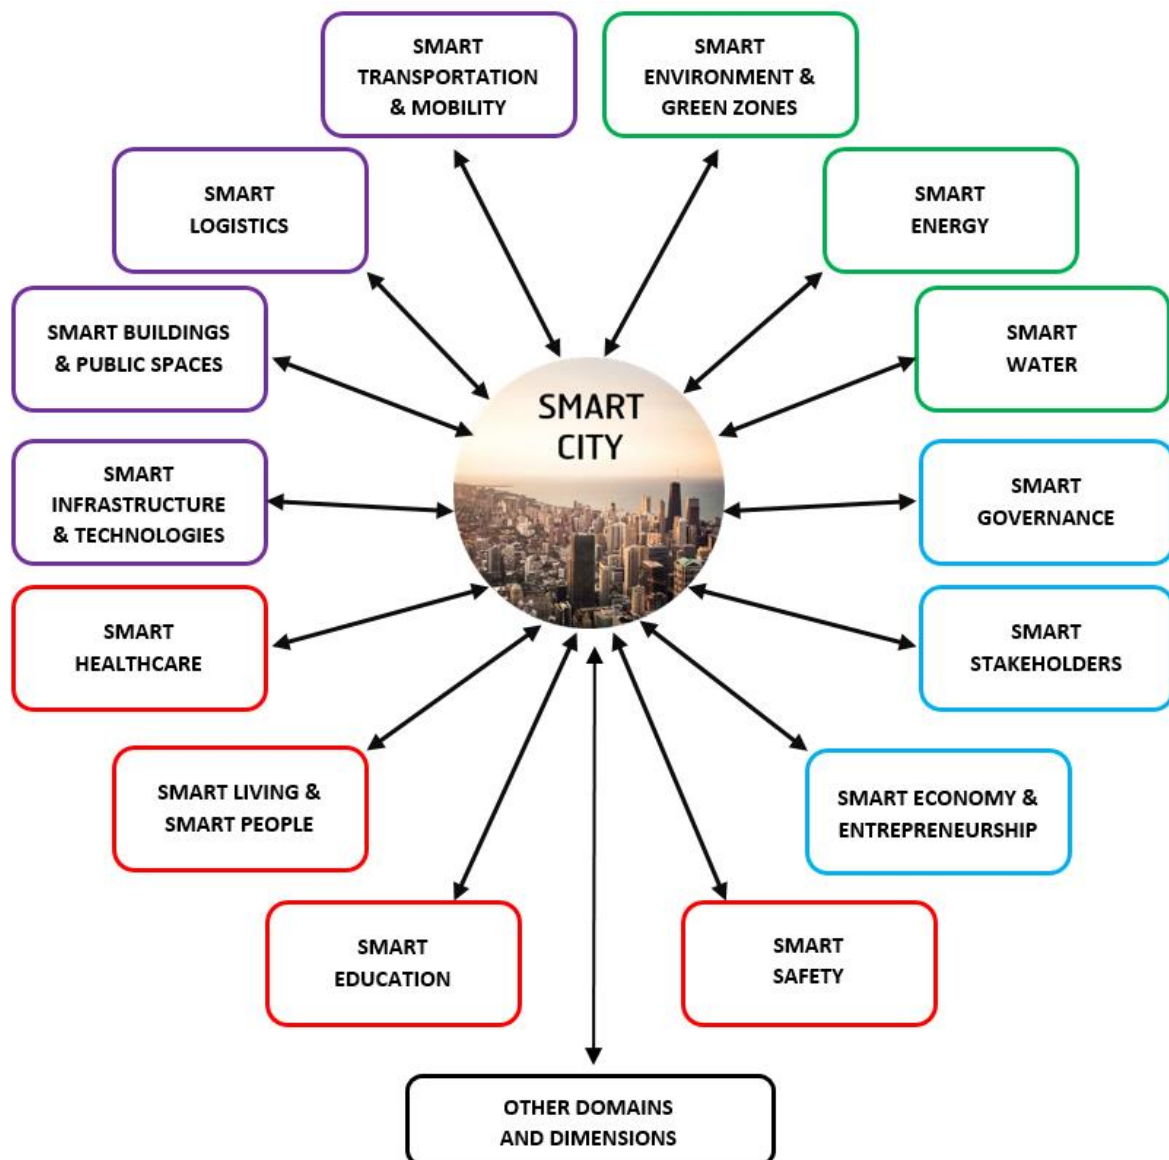 SMART
TRANSPORTATION
& MOBILITY
SMART
ENVIRONMENT &
GREEN ZONES
SMART
LOGISTICS
SMART
ENERGY
SMART BUILDINGS
& PUBLIC SPACES
SMART
WATER
SMART
CITY
SMART
INFRASTRUCTURE
& TECHNOLOGIES
SMART
GOVERNANCE
SMART
HEALTHCARE
SMART
STAKEHOLDERS
SMART LIVING &
SMART PEOPLE
SMART ECONOMY &
ENTREPRENEURSHIP
SMART
EDUCATION
SMART
SAFETY
OTHER DOMAINS
AND DIMENSIONS